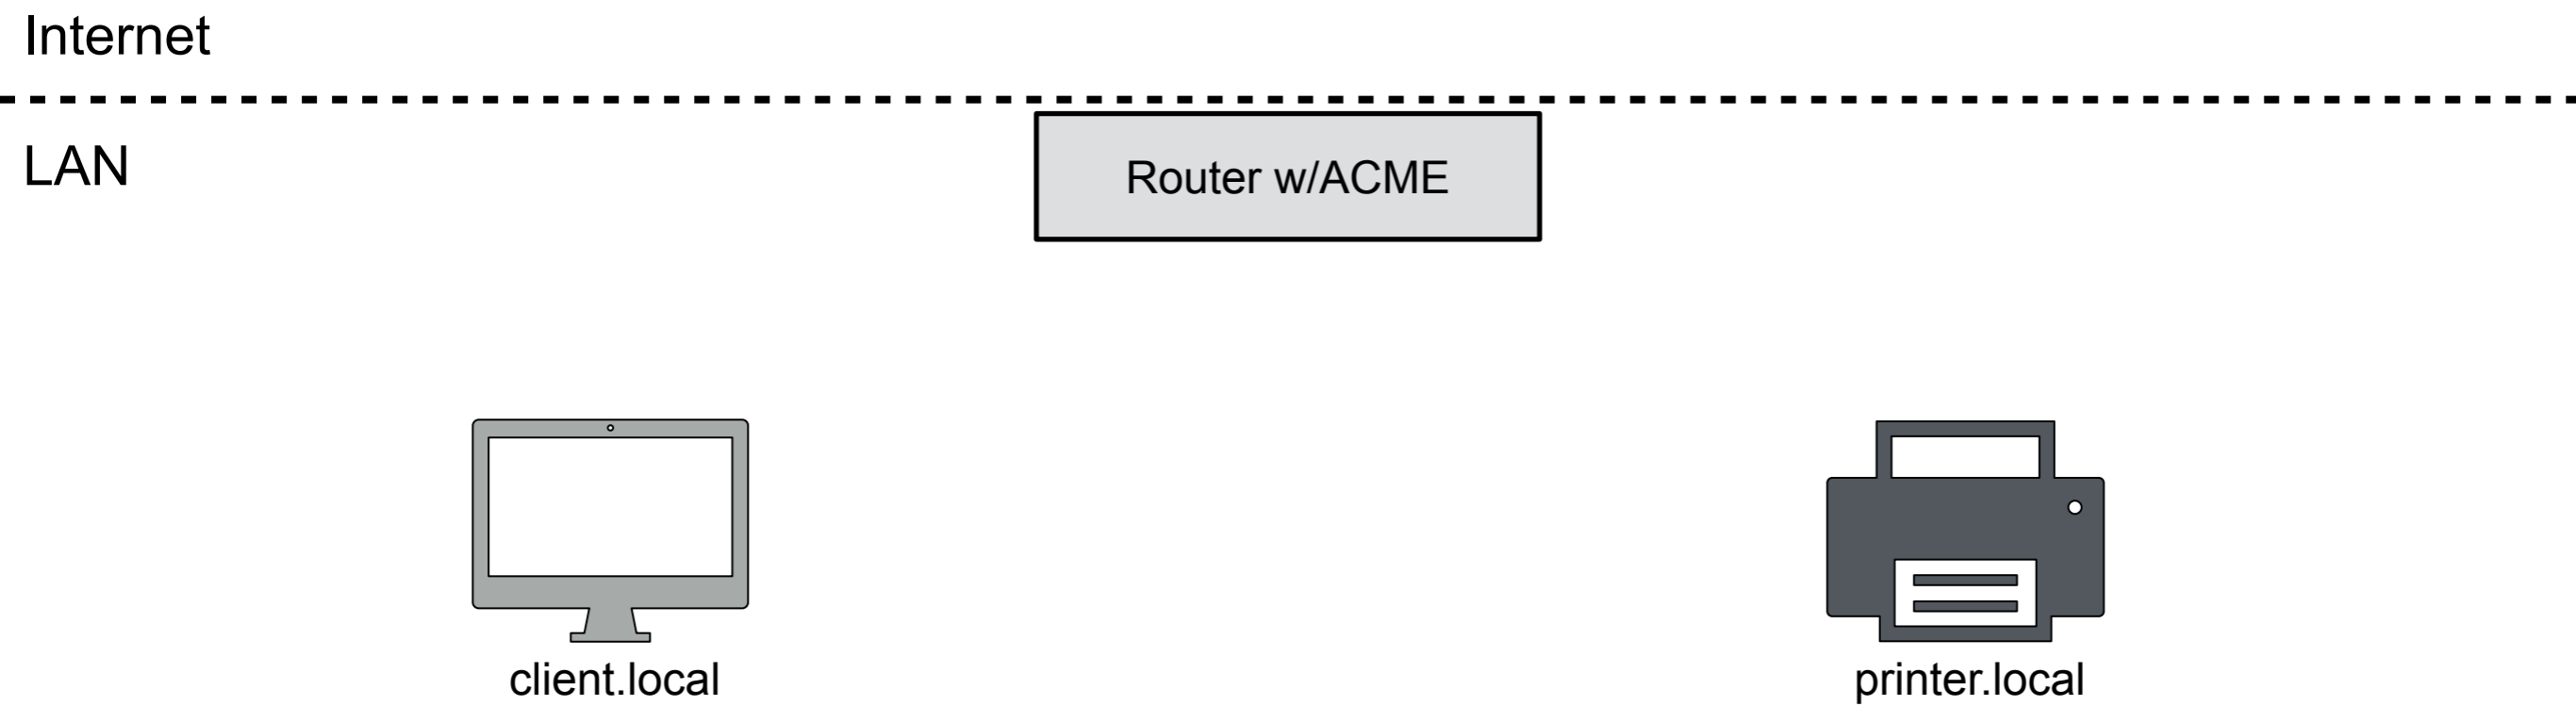 Internet
LAN
Router w/ACME
client.local
printer.local